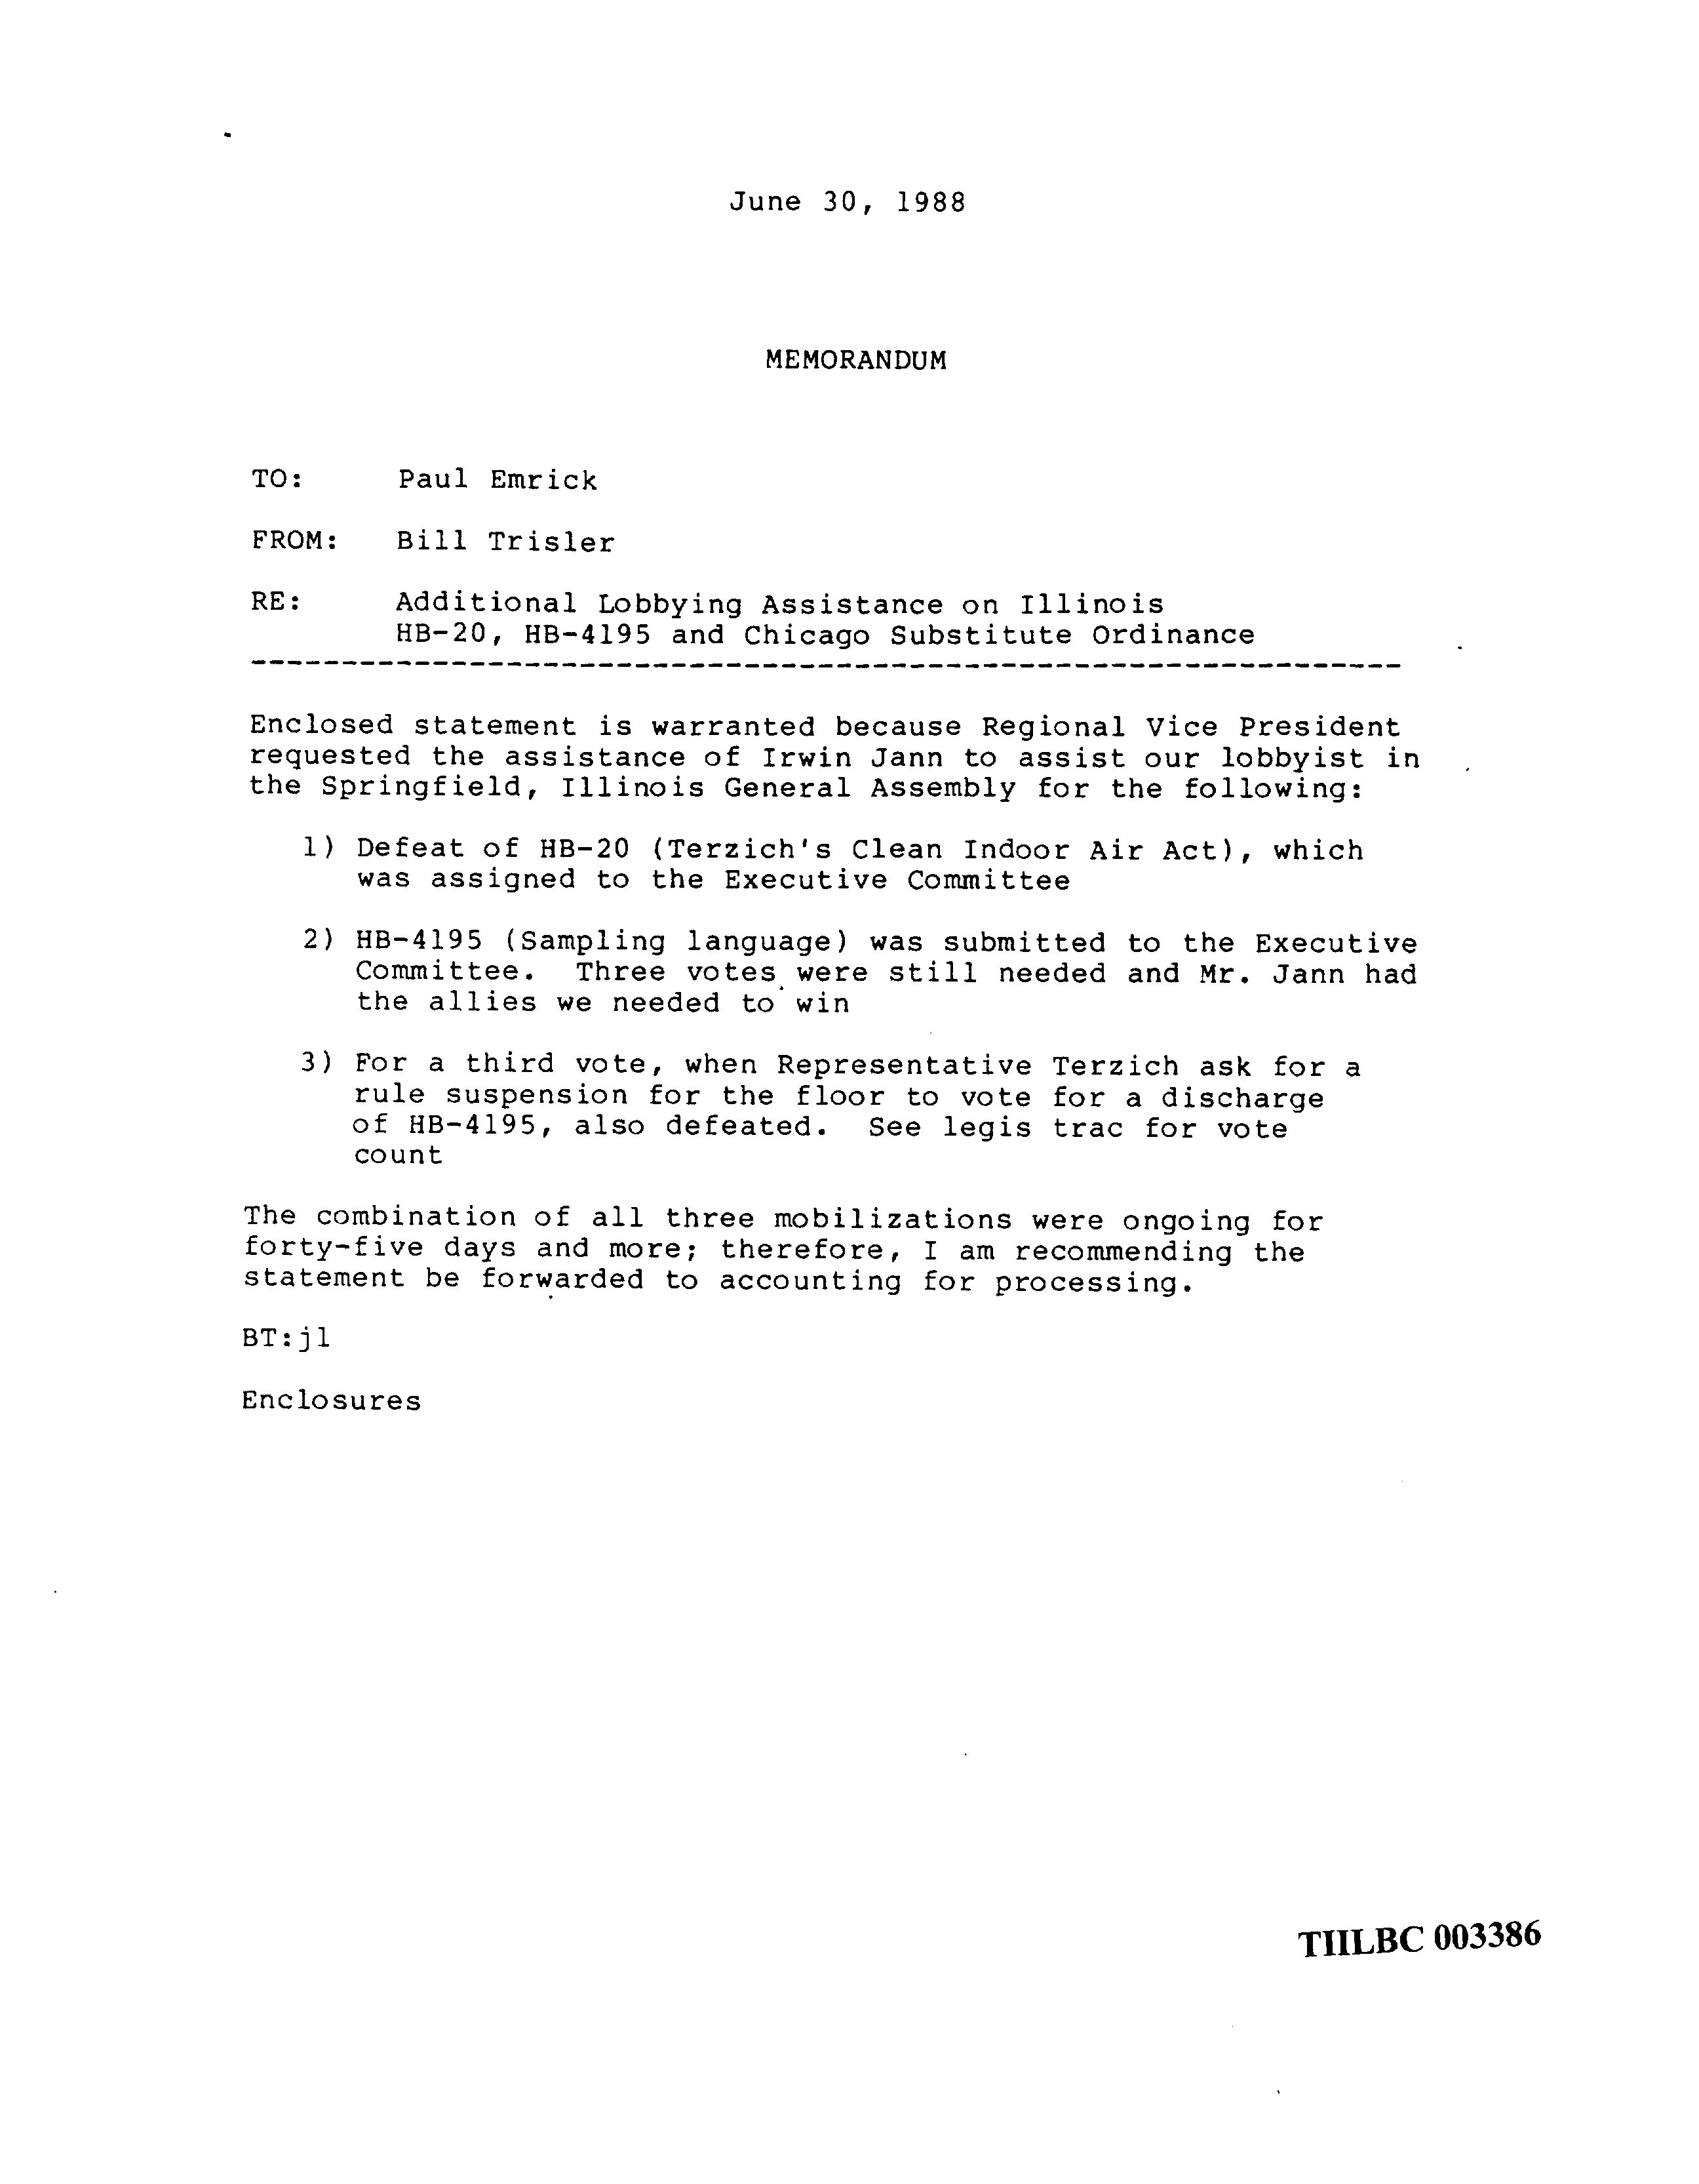 June 30, 1988
MEMORANDUM
TO: Paul Emrick
FROM: Bill Trisler
RE: Additional Lobbying Assistance on Illinois
HB-20, HB-4195 and Chicago Substitute Ordinance
---------------------------------------------------------------
Enclosed statement is warranted because Regional Vice President
requested the assistance of Irwin Jann to assist our lobbyist in
the Springfield, Illinois General Assembly for the following:
1) Defeat of HB-20 (Terzich's Clean Indoor Air Act), which
was assigned to the Executive Committee
2) HB-4195 (Sampling language) was submitted to the Executive
Committee. Three votes were still needed and Mr. Jann had
the allies we needed to win
3) For a third vote, when Representative Terzich ask for a
rule suspension for the floor to vote for a discharge
of HB-4195, also defeated. See legis trac for vote
count
The combination of all three mobilizations were ongoing for
forty-five days and more; therefore, I am recommending the
statement be forwarded to accounting for processing.
BT:jl
Enclosures
TIILBC 003386